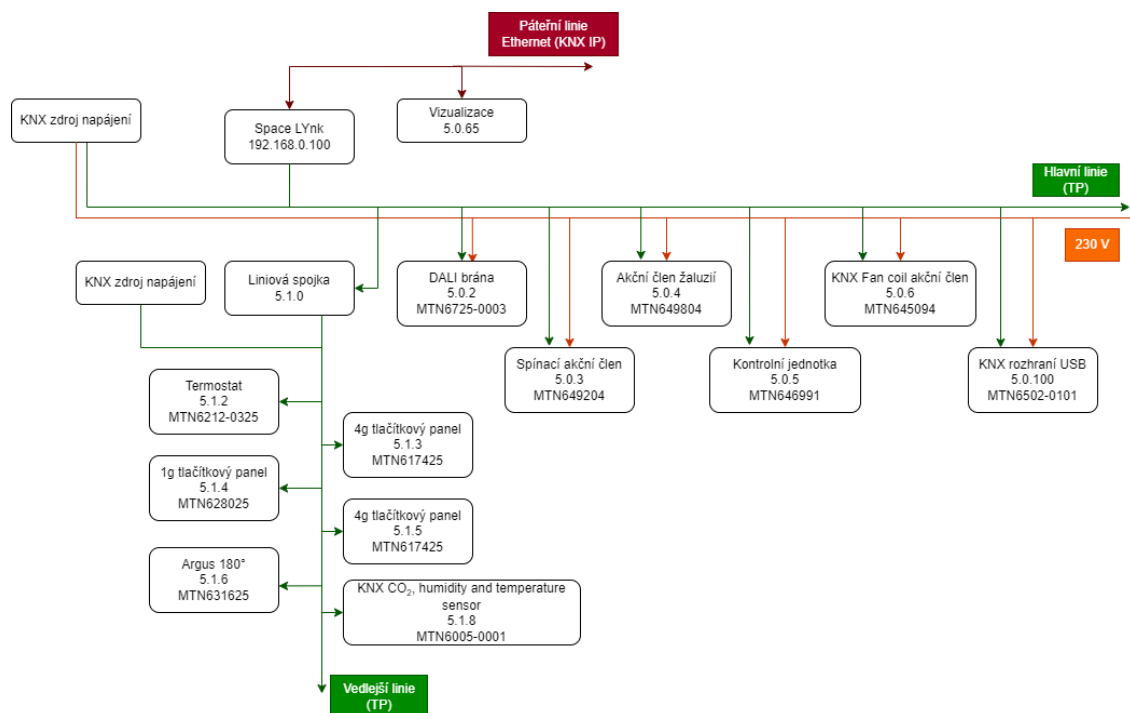 Páteřní linie
Ethernet (KNX IP)
KNX zdroj napájení
Space LYnk
192.168.0.100
Vizualizace
5.0.65
Hlavní linie
(TP)
230 V
KNX zdroj napájení
Liniová spojka
5.1.0
DALI brána
5.0.2
MTN6725-0003
Akční člen žaluzií
5.0.4
MTN649804
KNX Fan coil akční člen
5.0.6
MTN645094
Spínací akční člen
5.0.3
MTN649204
Kontrolní jednotka
5.0.5
MTN646991
KNX rozhraní USB
5.0.100
MTN6502-0101
Termostat
5.1.2
MTN6212-0325
4g tlačítkový panel
5.1.3
MTN617425
1g tlačítkový panel
5.1.4
MTN628025
4g tlačítkový panel
5.1.5
MTN617425
Argus 180°
5.1.6
MTN631625
KNX CO₂, humidity and temperature
sensor
5.1.8
MTN6005-0001
Vedlejší linie
(TP)